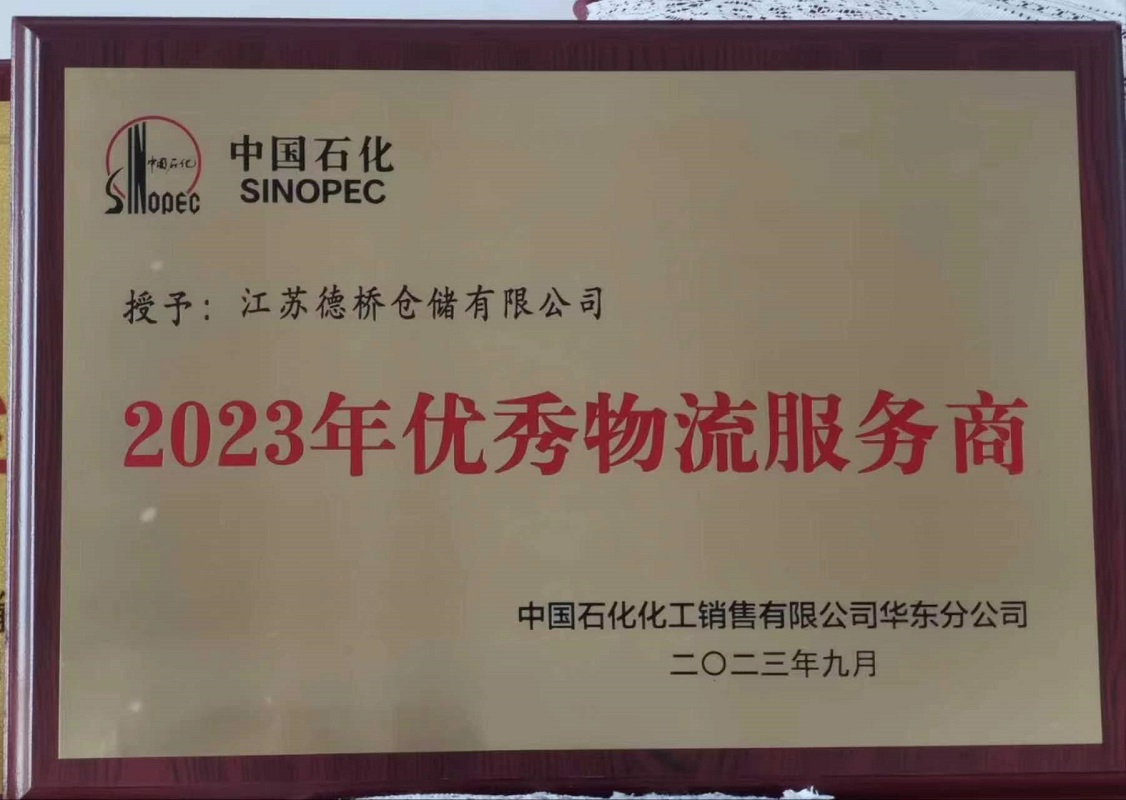 中国石化
SINOPEC
中国石化
SINOPEC
授予：江苏德桥仓储有限公司
2023年优秀物流服务商
中国石化化工销售有限公司华东分公司
二〇二三年九月